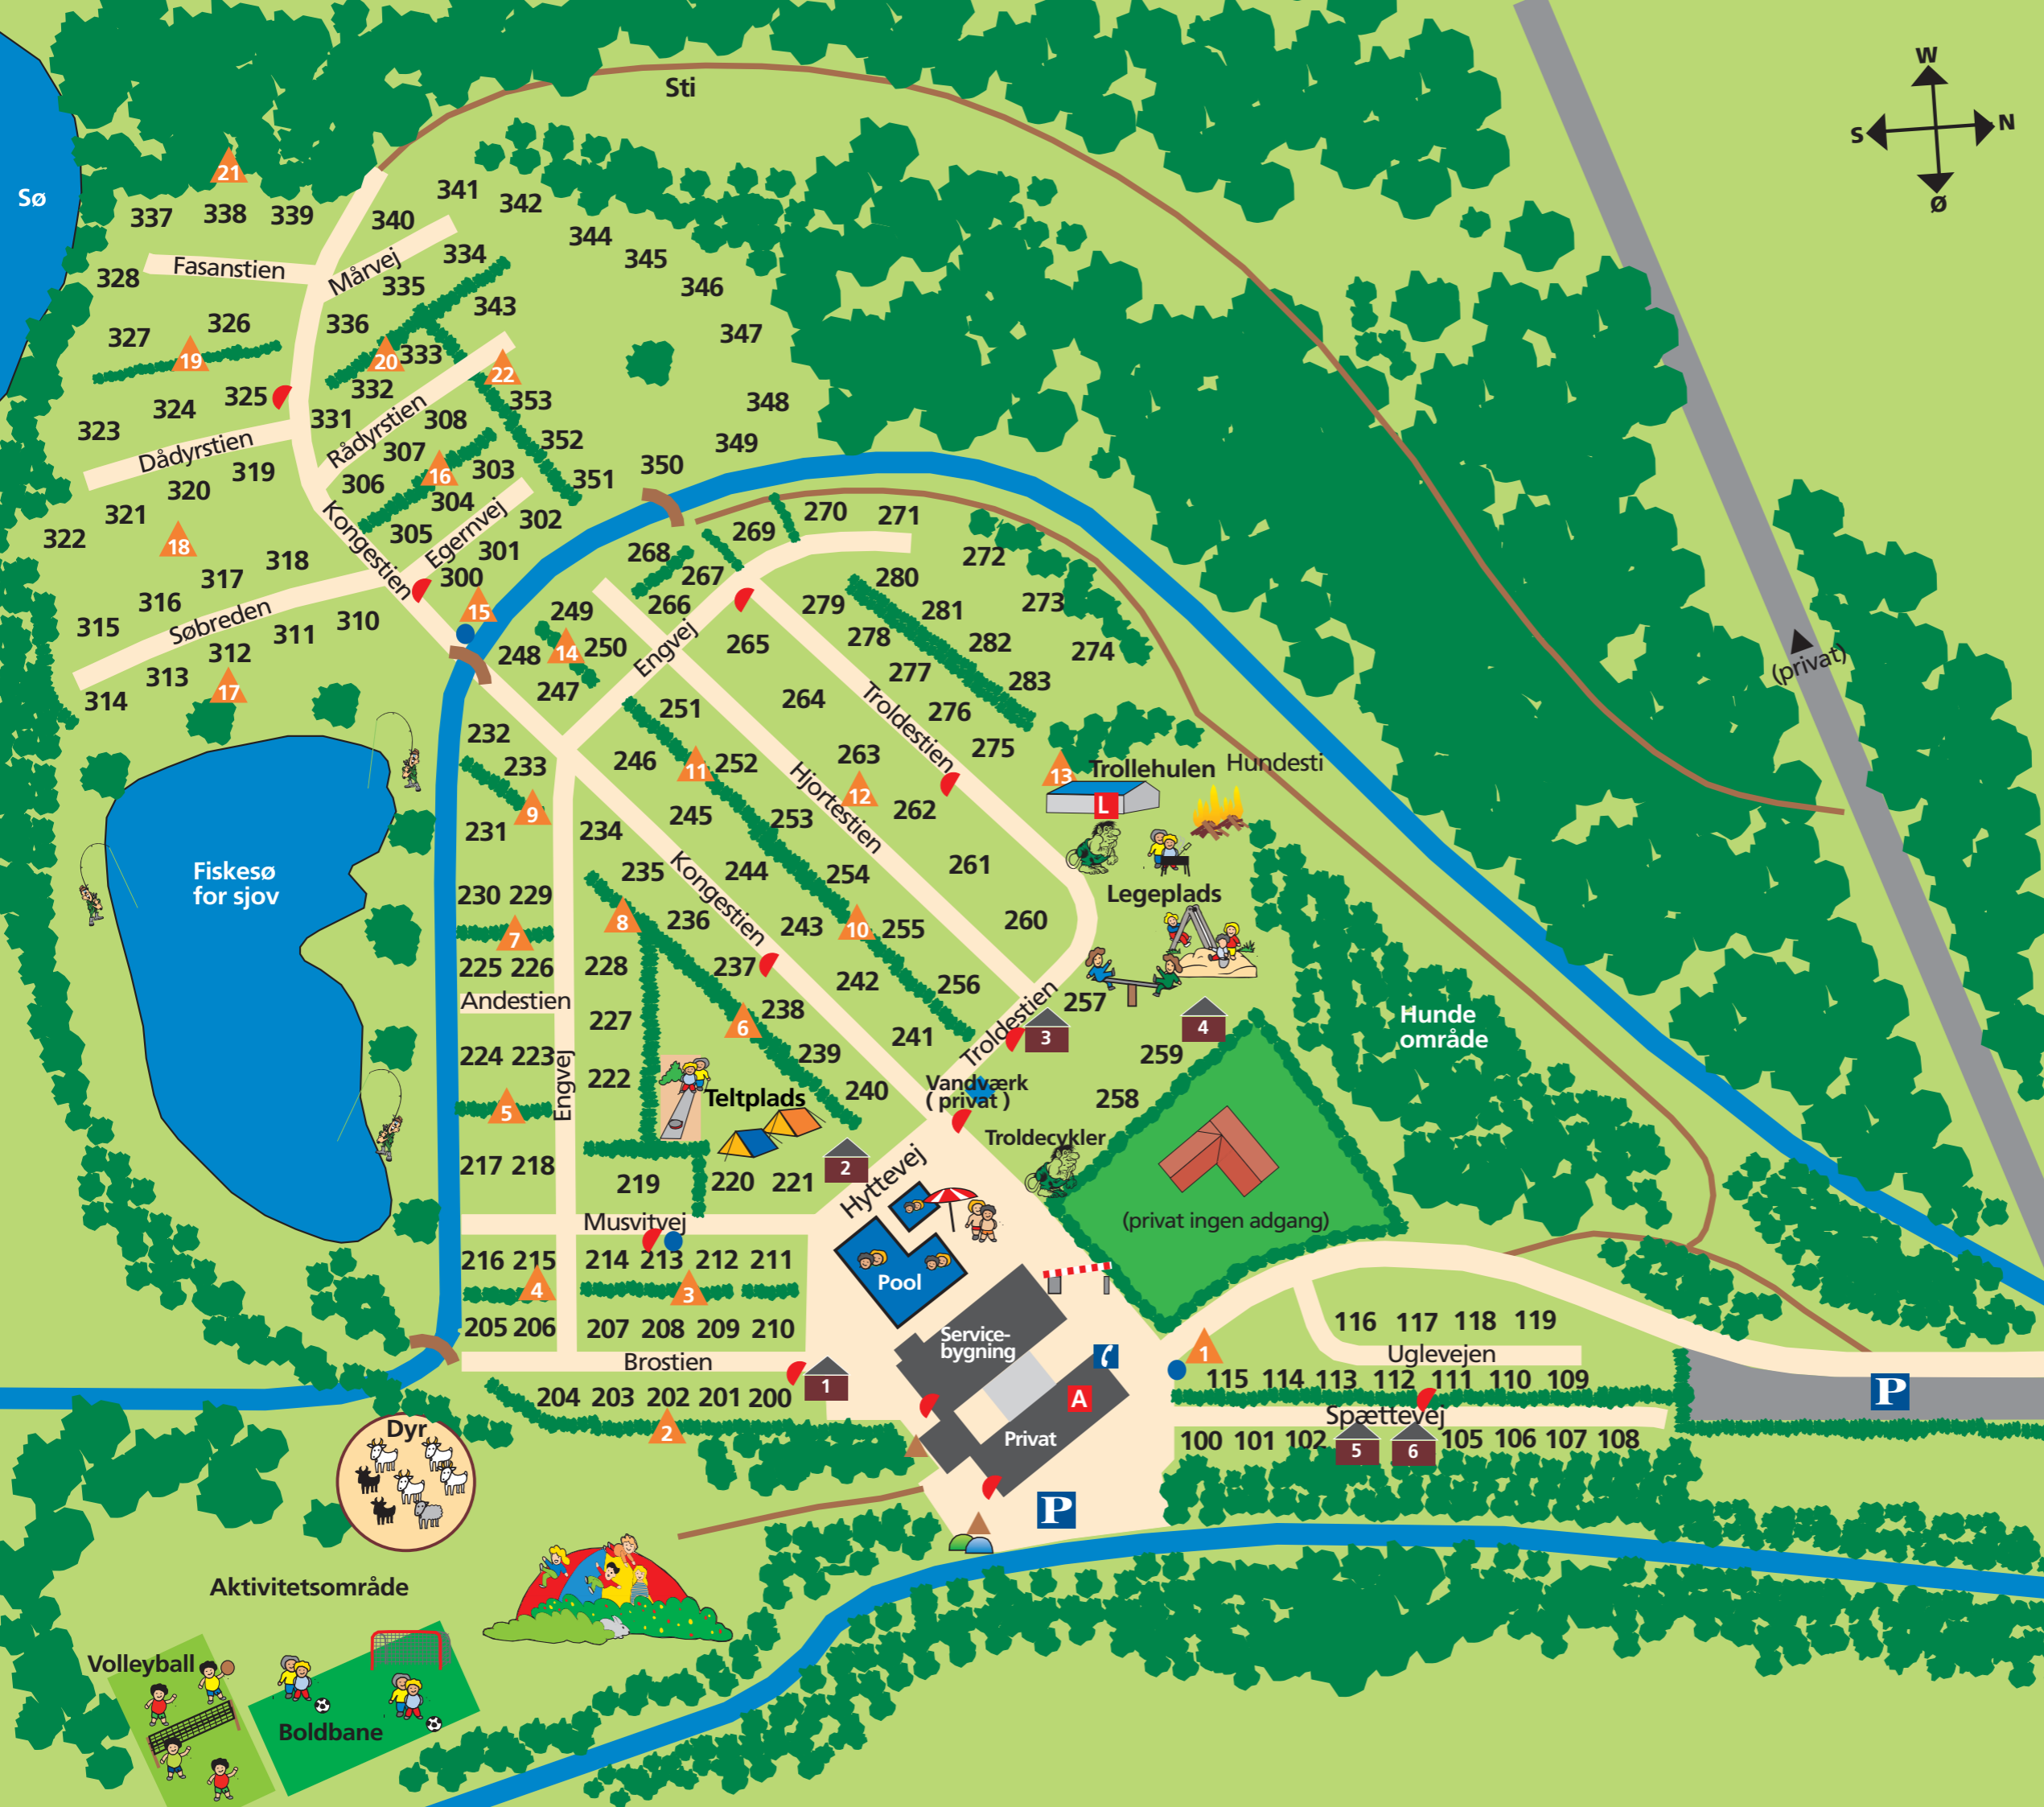 Sti
W
S N
Ø
Sø
21
341
342
337 338 339 340
344
345
346
347
348
349
350
334
Fasanstien
Mårvej
328
335
343
336
326
327
19
20
333
22
332
353
325
324
331
Rådyrstien
308
323
Dådyrstien
307
352
319
306
16
303
351
320
304
321
305
302
322
18
Kongestien
Egernvej
301
318
317
300
316
Søbreden
310
15
315
311
312
313
17
314
268
269
270
271
272
267
280
249
266
279
281
273
248
14
250
265
278
282
274
247
Engvej
277
283
251
264
Troldestien
276
232
275
233
246
11
252
263
13
Trollehulen
Hundesti
(privat)
L
9
12
231
234
245
253
Hjortestien
262
Fiskesø
for sjov
235
244
254
261
Kongestien
Legeplads
230 229
8
236
243
10
255
260
7
225 226
228
237
242
256
257
Andestien
238
Troldestien
4
Hunde
område
227
6
241
3
224 223
239
259
Engvej
222
Teltplads
240
Vandværk
( privat )
258
5
Troldecykler
217 218
219
220
221
2
Hyttevej
Musvitvej
(privat ingen adgang)
216 215
214 213 212 211
Pool
4
3
205 206
207 208 209 210
Service-
bygning
116 117 118 119
1
Brostien
Uglevejen
1
115 114 113 112 111 110 109
P
204 203 202 201 200
A
Spættevej
2
Privat
100 101 102
5
6
105 106 107 108
Dyr
P
Aktivitetsområde
Volleyball
Boldbane